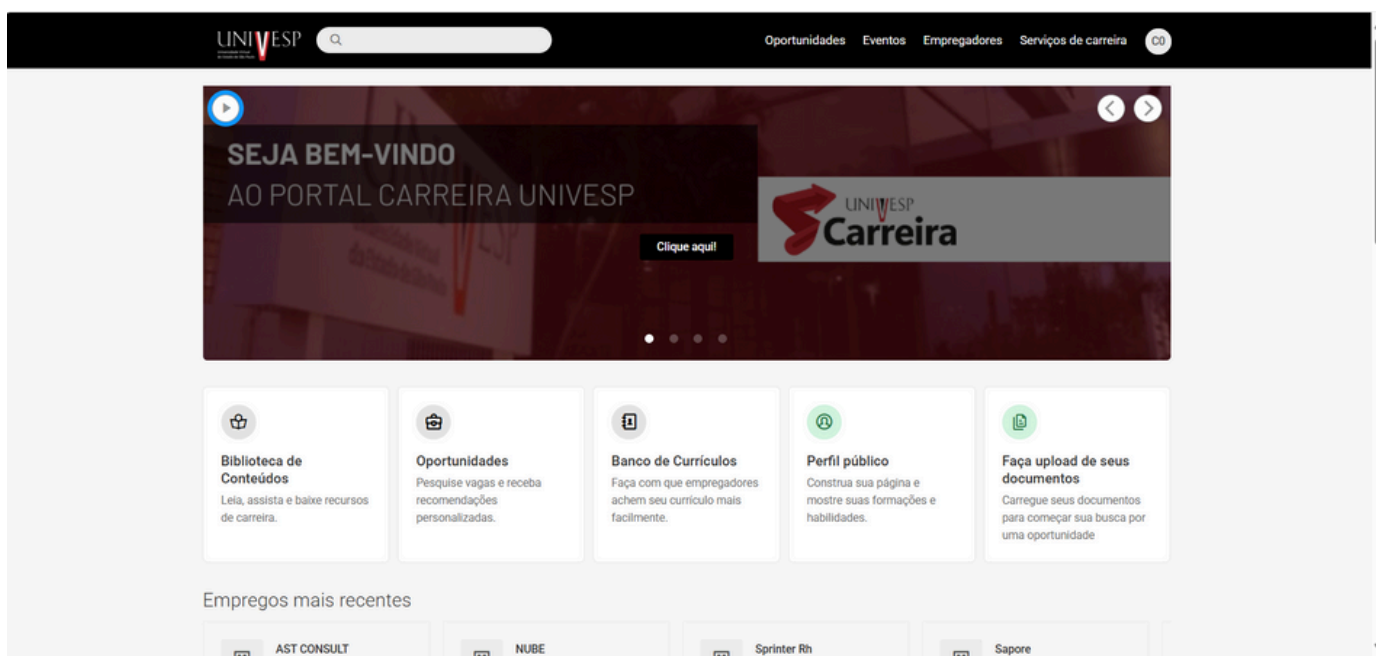 UNIVESP
Oportunidades Eventos Empregadores Serviços de carreira CO
SEJA BEM-VINDO
AO PORTAL CARREIRA UNIVESP
UNIVESP
Carreira
Clique aqui!
Biblioteca de
Conteúdos
Leia, assista e baixe recursos
de carreira.
Oportunidades
Pesquise vagas e receba
recomendações
personalizadas.
Banco de Currículos
Faça com que empregadores
achem seu currículo mais
facilmente.
Perfil público
Construa sua página e
mostre suas formações e
habilidades.
Faça upload de seus
documentos
Carregue seus documentos
para começar sua busca por
uma oportunidade
Empregos mais recentes
AST CONSULT
NUBE
Sprinter Rh
Sapore